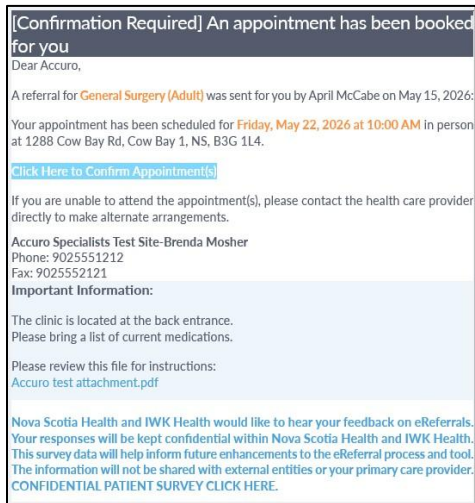 [Confirmation Required] An appointment has been booked
for you
Dear Accuro,
A referral for General Surgery (Adult) was sent for you by April McCabe on May 15, 2026:
Your appointment has been scheduled for Friday, May 22, 2026 at 10:00 AM in person
at 1288 Cow Bay Rd, Cow Bay 1, NS, B3G 1L4.
Click Here to Confirm Appointment(s)
If you are unable to attend the appointment(s), please contact the health care provider
directly to make alternate arrangements.
Accuro Specialists Test Site-Brenda Mosher
Phone: 9025551212
Fax: 9025552121
Important Information:
The clinic is located at the back entrance.
Please bring a list of current medications.
Please review this file for instructions:
Accuro test attachment.pdf
Nova Scotia Health and IWK Health would like to hear your feedback on eReferrals.
Your responses will be kept confidential within Nova Scotia Health and IWK Health.
This survey data will help inform future enhancements to the eReferral process and tool.
The information will not be shared with external entities or your primary care provider.
CONFIDENTIAL PATIENT SURVEY CLICK HERE.